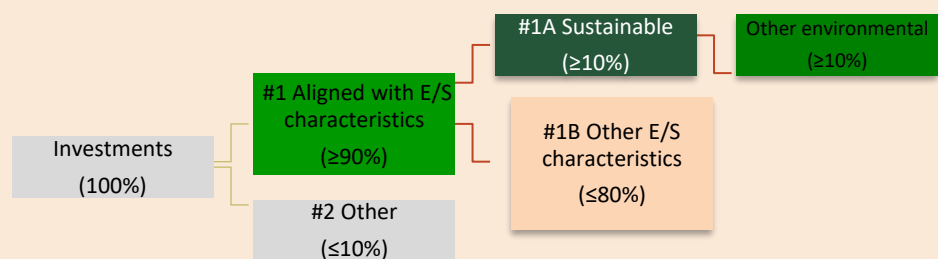 Investments
(100%)
#1 Aligned with E/S
characteristics
(≥90%)
#2 Other
(≤10%)
#1A Sustainable
(≥10%)
#1B Other E/S
characteristics
(≤80%)
Other environmental
(≥10%)